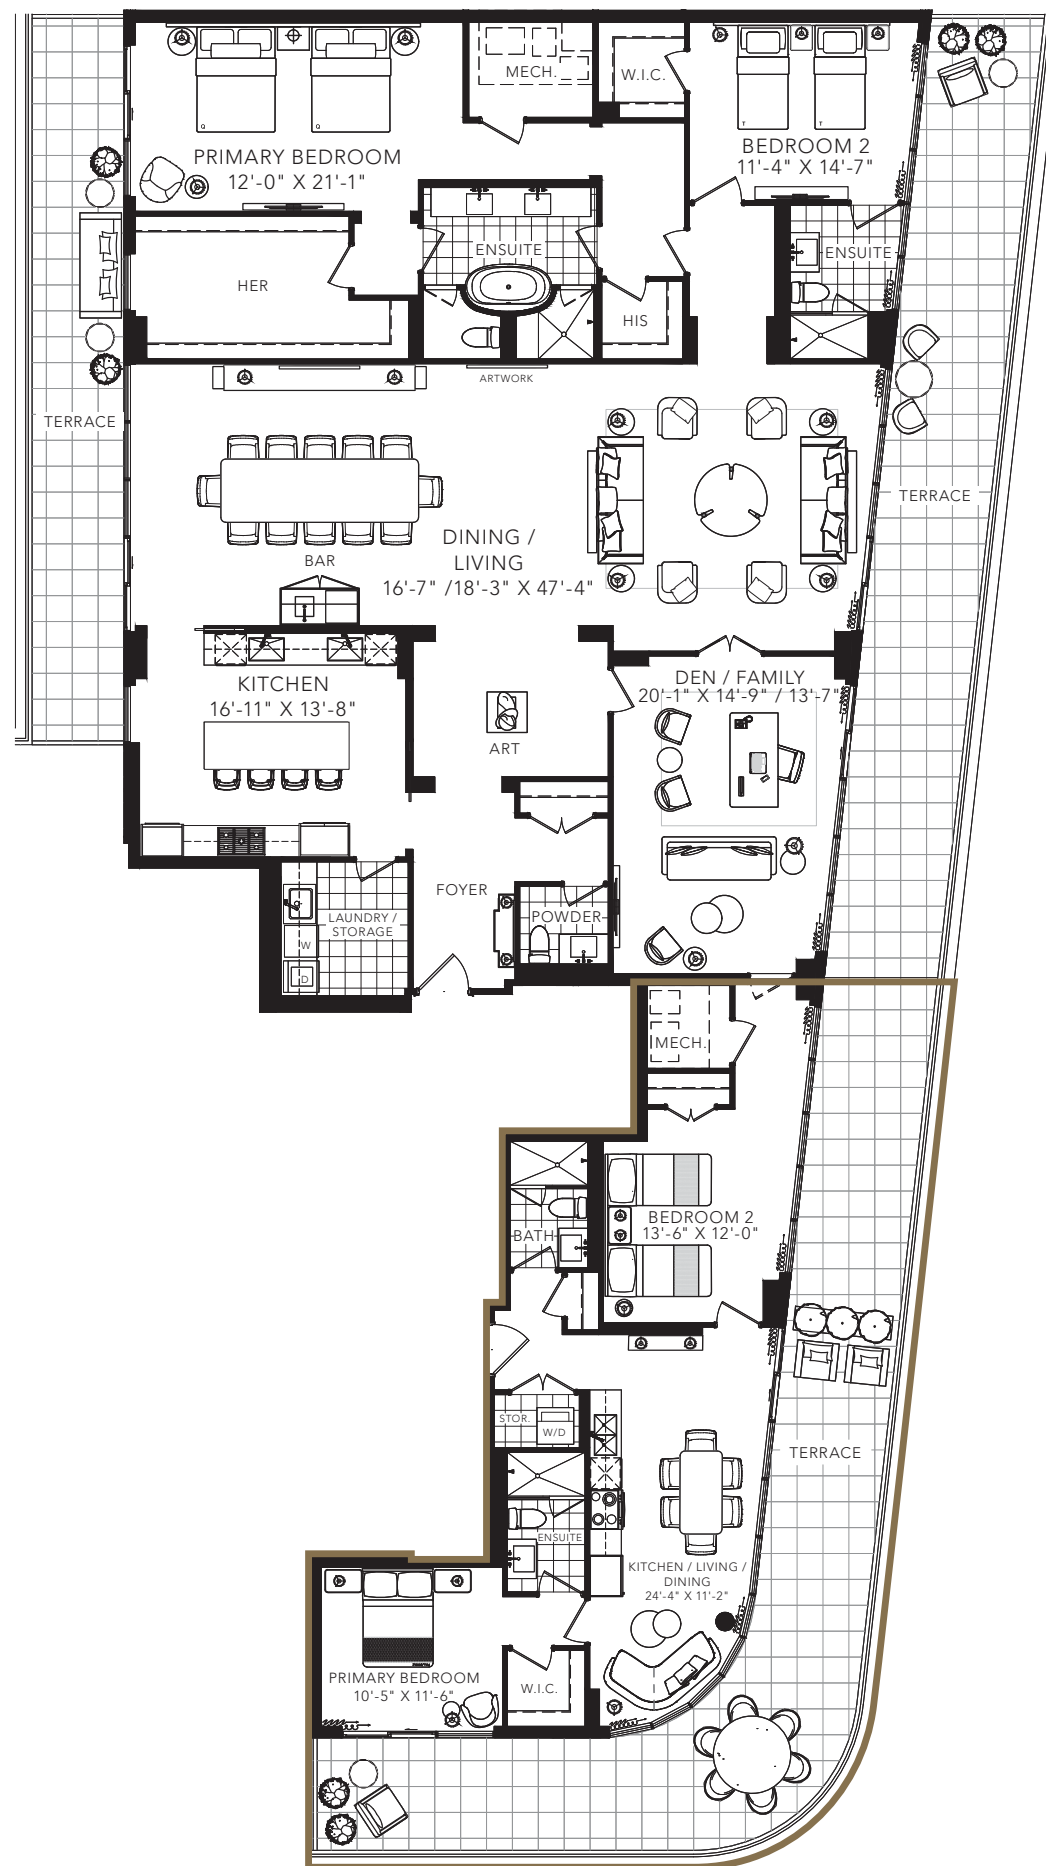 MECH.
W.I.C.
PRIMARY BEDROOM
12'-0" X 21'-1"
BEDROOM 2
11'-4" X 14'-7"
Q
Q
T
T
ENSUITE
ENSUITE
HER
HIS
ARTWORK
TERRACE
TERRACE
DINING /
LIVING
16'-7" /18'-3" X 47'-4"
BAR
KITCHEN
16'-11" X 13'-8"
DEN / FAMILY
20'-1" X 14'-9" / 13'-7"
ART
FOYER
POWDER
LAUNDRY /
STORAGE
W
D
MECH.
BEDROOM 2
13'-6" X 12'-0"
BATH
STOR.
W/D
TERRACE
ENSUITE
KITCHEN / LIVING /
DINING
24'-4" X 11'-2"
PRIMARY BEDROOM
10'-5" X 11'-6"
W.I.C.